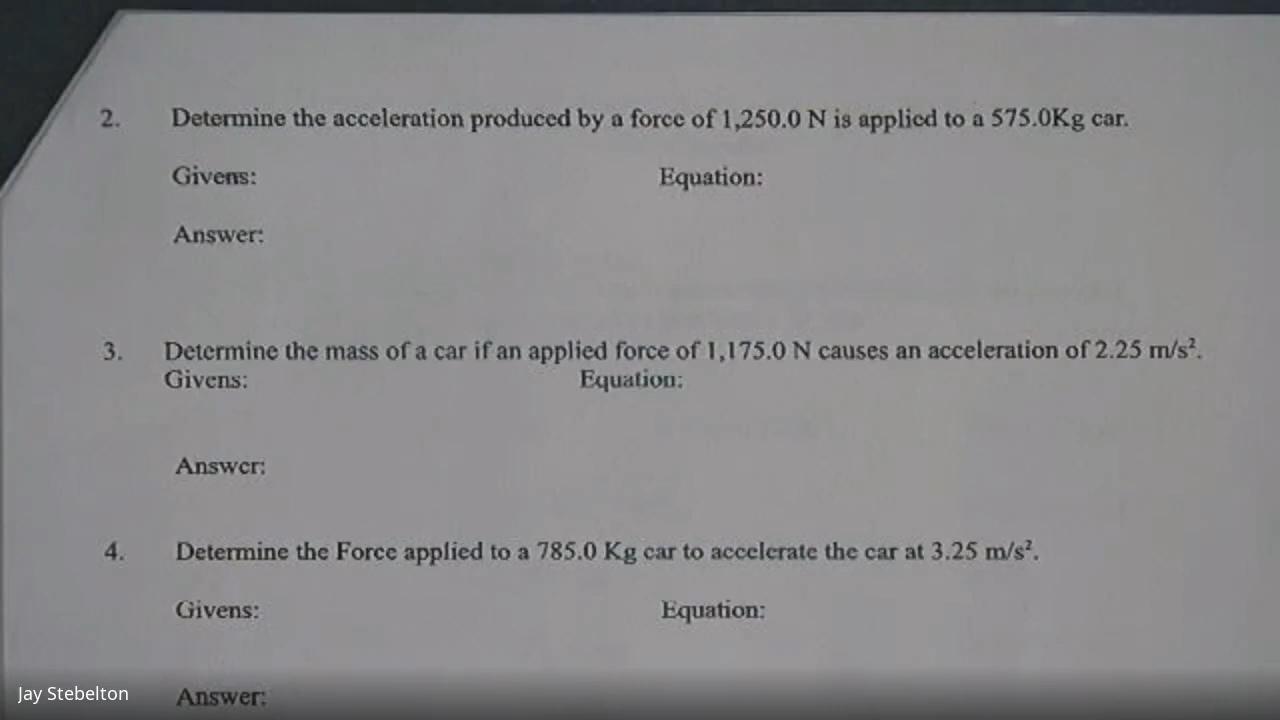 2. Determine the acceleration produced by a force of 1,250.0 N is applied to a 575.0Kg car.
Givens: Equation:
Answer:
3. Determine the mass of a car if an applied force of 1,175.0 N causes an acceleration of 2.25 m/s².
Givens: Equation:
Answer:
4. Determine the Force applied to a 785.0 Kg car to accelerate the car at 3.25 m/s².
Givens: Equation:
Answer:
Jay Stebelton